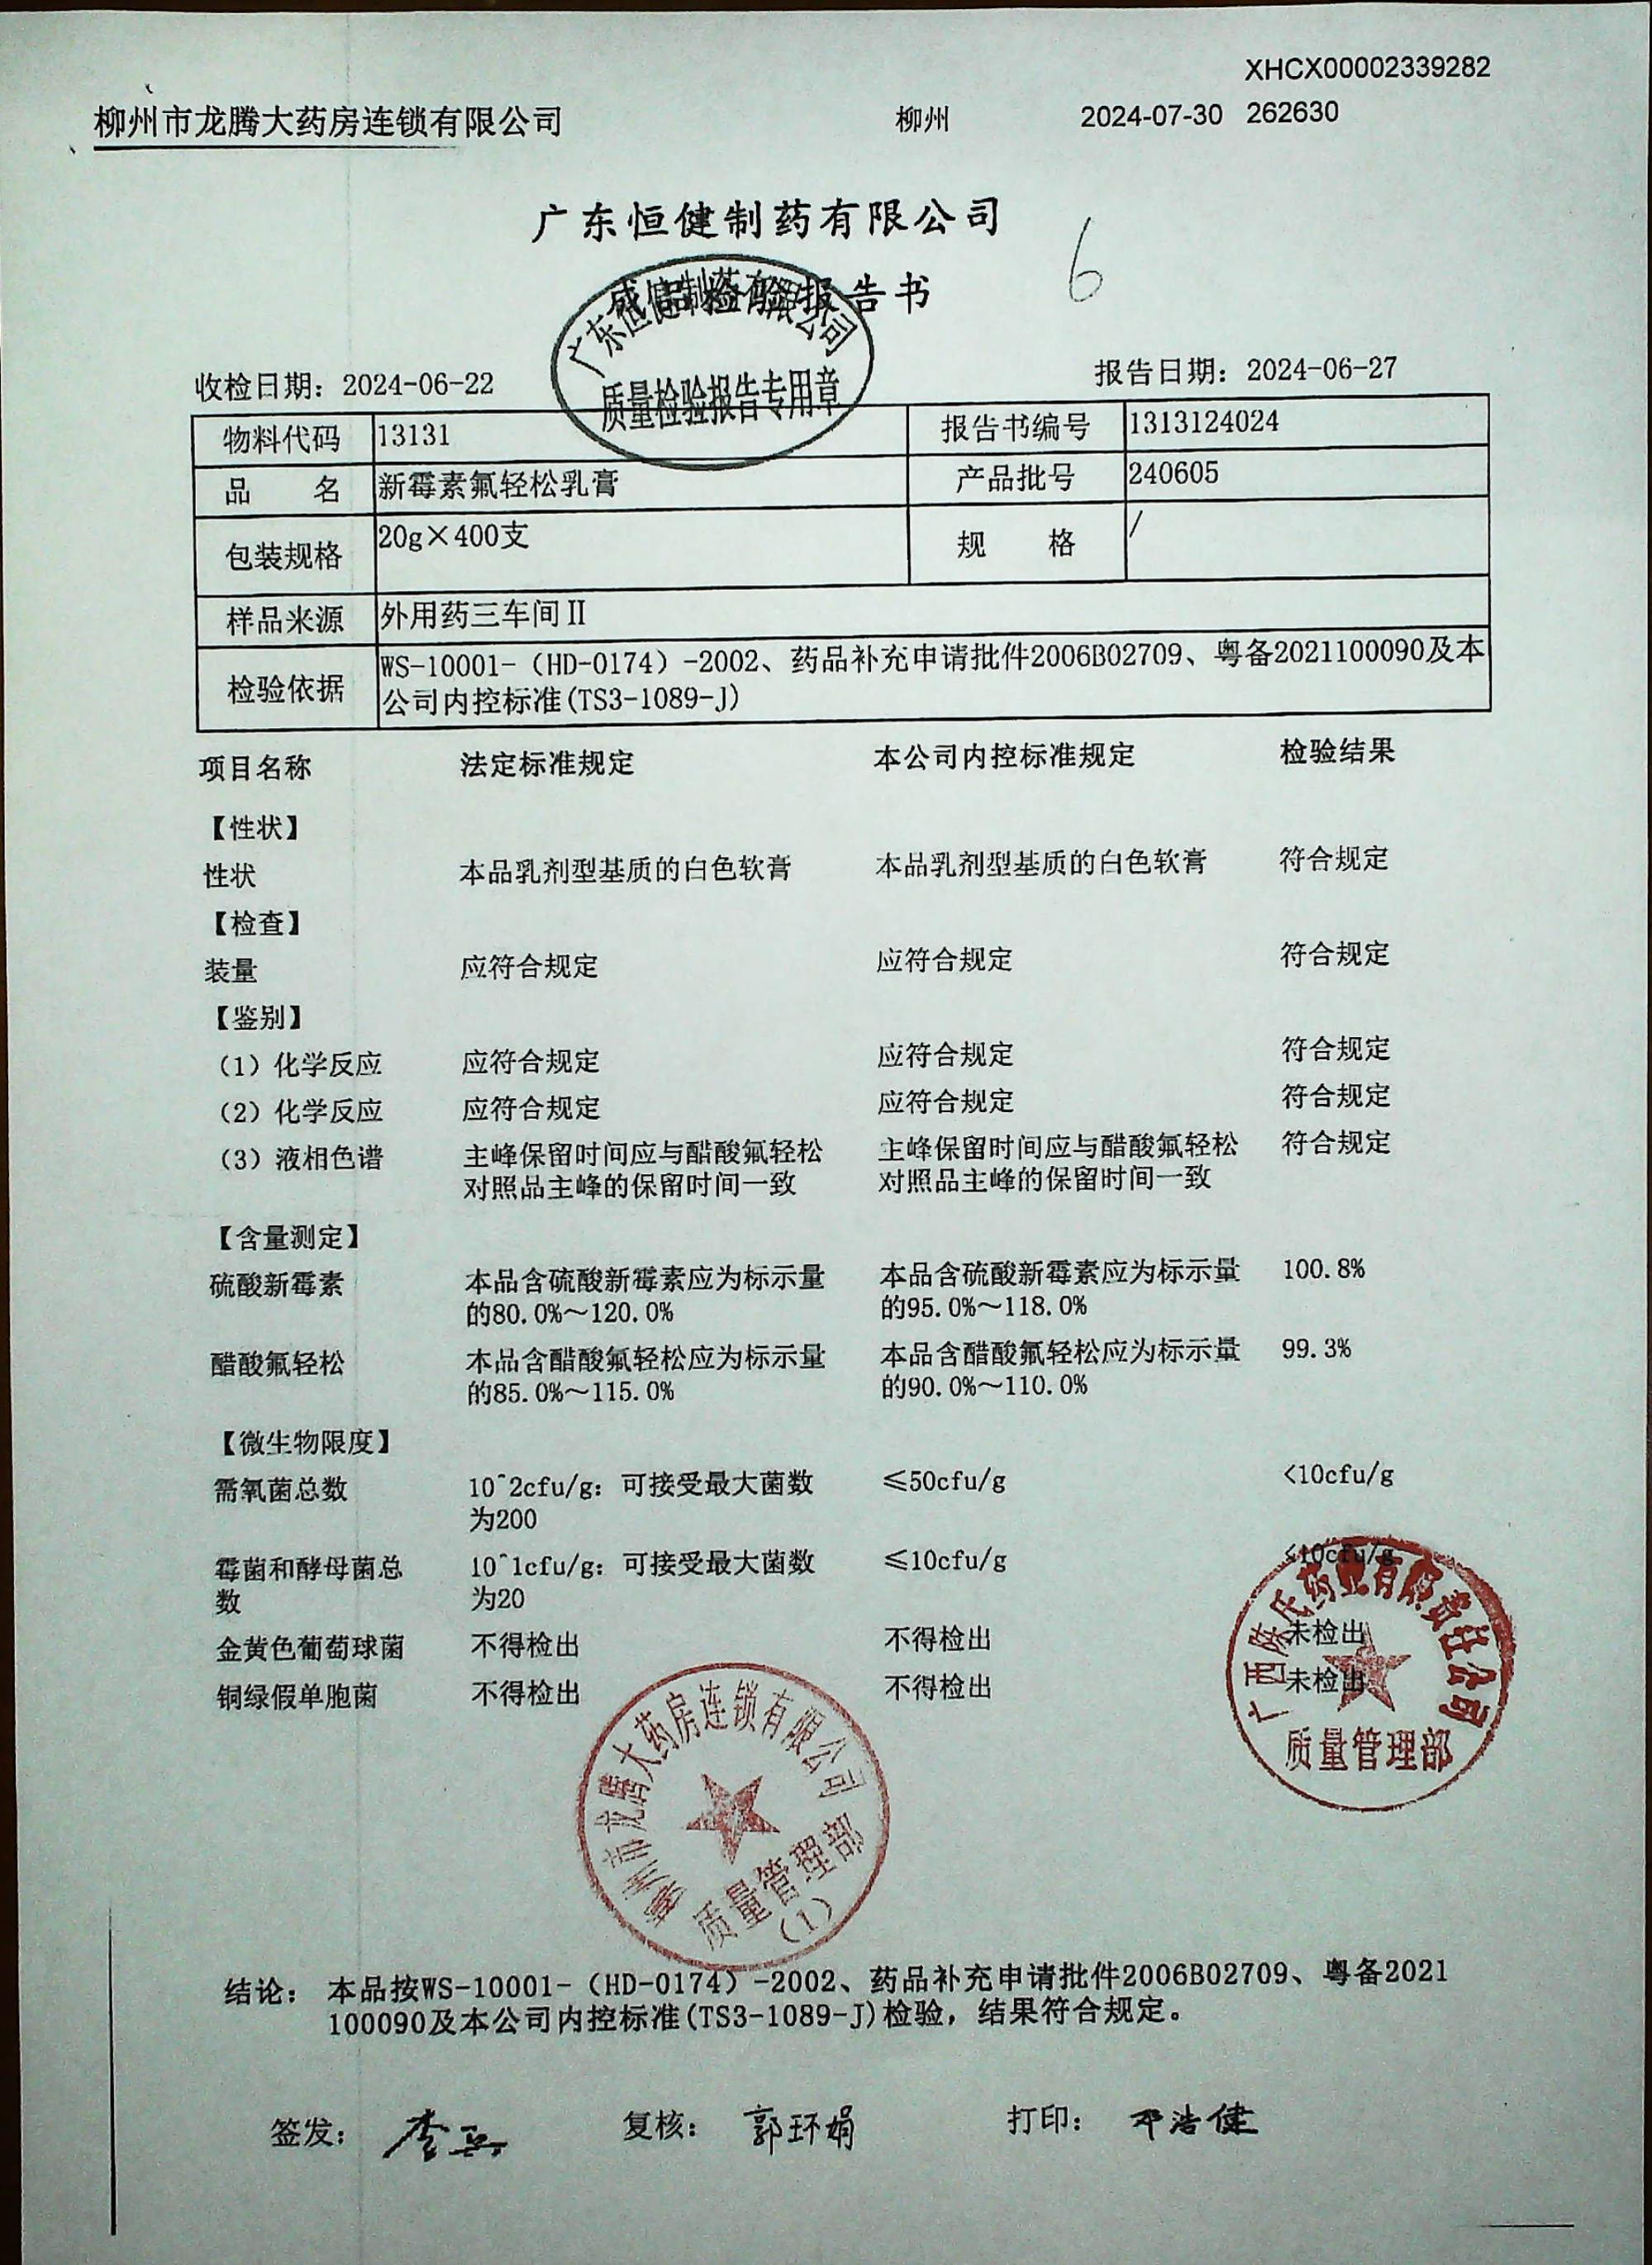 XHCX00002339282
柳州市龙腾大药房连锁有限公司 柳州 2024-07-30 262630
广东恒健制药有限公司
6
成品检验报告书
广东恒健制药有限公司
质量检验报告专用章
收检日期：2024-06-22 报告日期：2024-06-27
物料代码 13131 报告书编号 1313124024
品 名 新霉素氟轻松乳膏 产品批号 240605
包装规格 20g×400支 规 格 /
样品来源 外用药三车间Ⅱ
检验依据 WS-10001-（HD-0174）-2002、药品补充申请批件2006B02709、粤备2021100090及本
公司内控标准(TS3-1089-J)
项目名称 法定标准规定 本公司内控标准规定 检验结果
【性状】
性状 本品乳剂型基质的白色软膏 本品乳剂型基质的白色软膏 符合规定
【检查】
装量 应符合规定 应符合规定 符合规定
【鉴别】
（1）化学反应 应符合规定 应符合规定 符合规定
（2）化学反应 应符合规定 应符合规定 符合规定
（3）液相色谱 主峰保留时间应与醋酸氟轻松 主峰保留时间应与醋酸氟轻松 符合规定
对照品主峰的保留时间一致 对照品主峰的保留时间一致
【含量测定】
硫酸新霉素 本品含硫酸新霉素应为标示量 本品含硫酸新霉素应为标示量 100.8%
的80.0%～120.0% 的95.0%～118.0%
醋酸氟轻松 本品含醋酸氟轻松应为标示量 本品含醋酸氟轻松应为标示量 99.3%
的85.0%～115.0% 的90.0%～110.0%
【微生物限度】
需氧菌总数 10^2cfu/g：可接受最大菌数 ≤50cfu/g <10cfu/g
为200
霉菌和酵母菌总 10^1cfu/g：可接受最大菌数 ≤10cfu/g <10cfu/g
数 为20
金黄色葡萄球菌 不得检出 不得检出 未检出
铜绿假单胞菌 不得检出 不得检出 未检出
广西陈氏药业有限责任公司
质量管理部
柳州市龙腾大药房连锁有限公司
质量管理部
(1)
结论： 本品按WS-10001-（HD-0174）-2002、药品补充申请批件2006B02709、粤备2021
100090及本公司内控标准(TS3-1089-J)检验，结果符合规定。
签发： 复核： 郭环娟 打印： 邓浩健